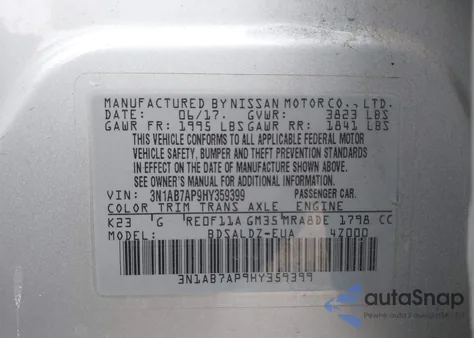 MANUFACTURED BY NISSAN MOTOR CO., LTD.
DATE: 06/17. GVWR: 3823 LBS
GAWR FR: 1995 LBS GAWR RR: 1841 LBS
THIS VEHICLE CONFORMS TO ALL APPLICABLE FEDERAL MOTOR
VEHICLE SAFETY, BUMPER AND THEFT PREVENTION STANDARDS
IN EFFECT ON THE DATE OF MANUFACTURE SHOWN ABOVE.
SEE OWNER'S MANUAL FOR ADDITIONAL INFORMATION.
VIN: 3N1AB7AP9HY359399 PASSENGER CAR.
COLOR TRIM TRANS AXLE ENGINE
K23 G RE0F11A GM35 MRA8DE 1798 CC
MODEL: BDSALDZ-EUA 4Z000
3N1AB7AP9HY359399
autoSnap
Pewne auto z